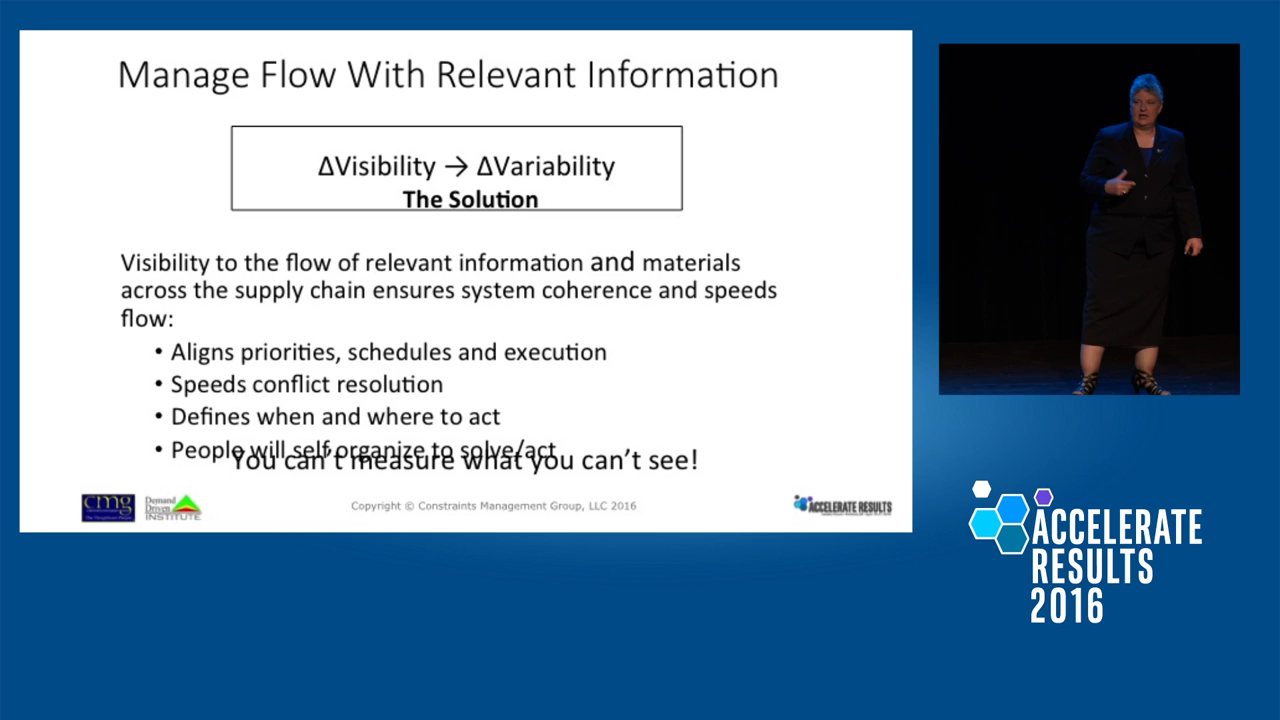 Manage Flow With Relevant Information
ΔVisibility → ΔVariability
The Solution
Visibility to the flow of relevant information and materials
across the supply chain ensures system coherence and speeds
flow:
• Aligns priorities, schedules and execution
• Speeds conflict resolution
• Defines when and where to act
• People will self organize to solve/act
You can't measure what you can't see!
cmg
Demand
Driven
INSTITUTE
Copyright © Constraints Management Group, LLC 2016
ACCELERATE RESULTS
ACCELERATE
RESULTS
2016